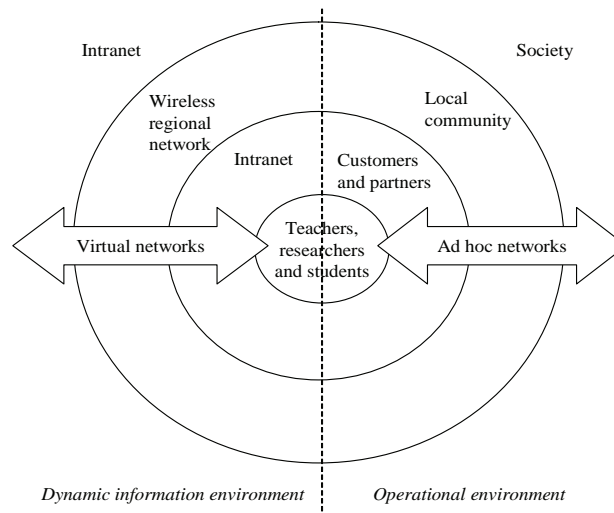 Intranet
Society
Wireless
regional
network
Local
community
Intranet
Customers
and partners
Teachers,
researchers
and students
Virtual networks
Ad hoc networks
Dynamic information environment
Operational environment